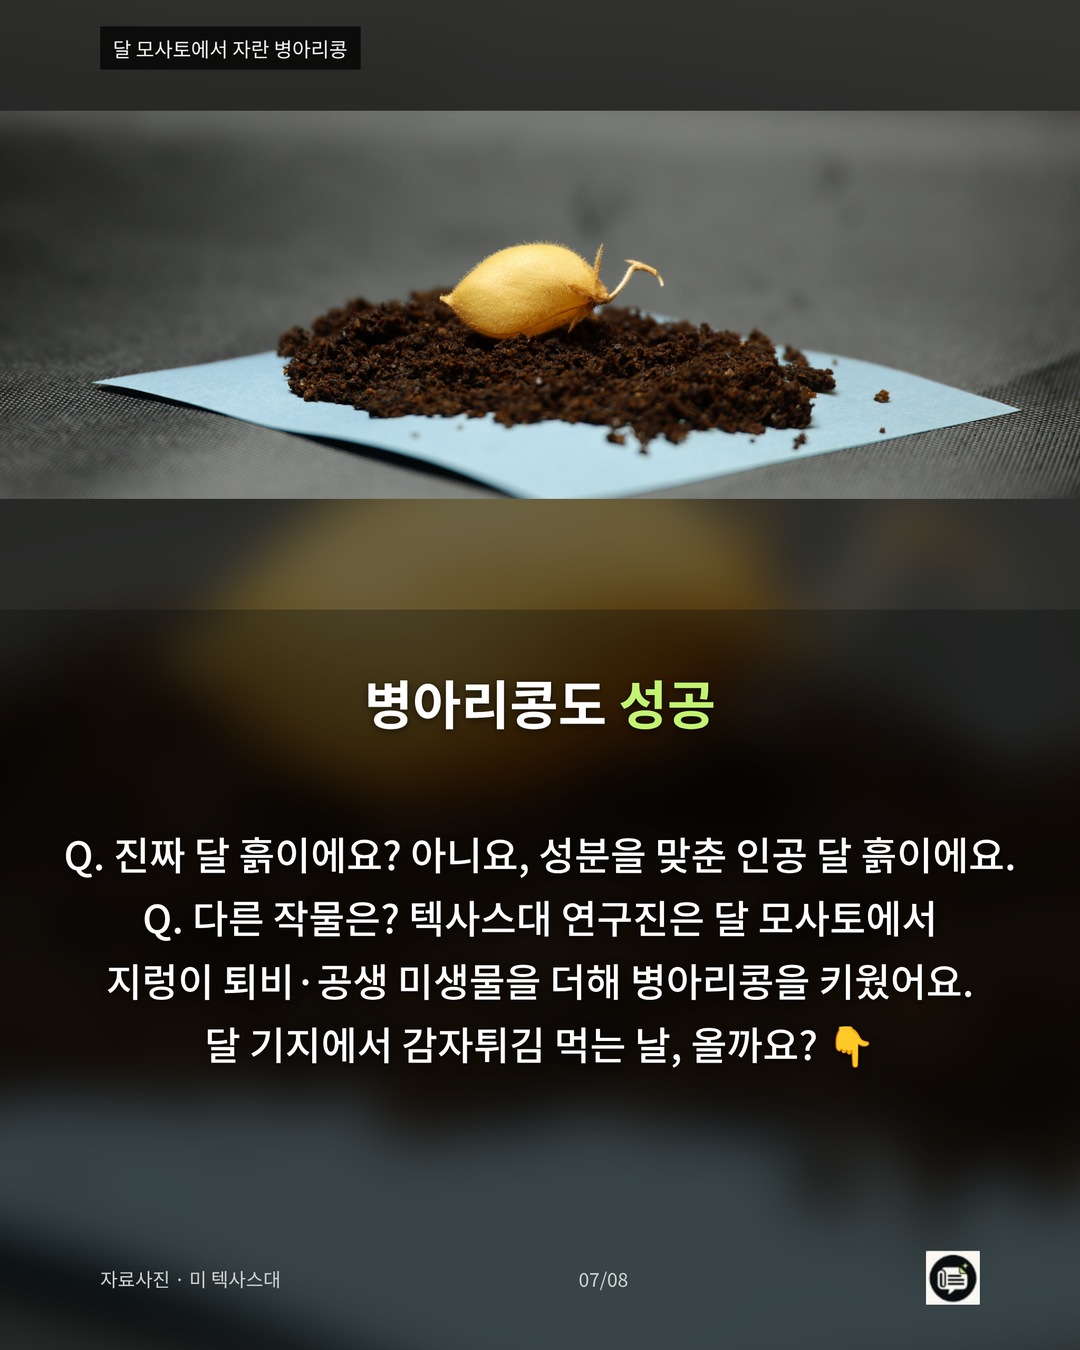 달 모사토에서 자란 병아리콩
병아리콩도 성공
Q. 진짜 달 흙이에요? 아니요, 성분을 맞춘 인공 달 흙이에요.
Q. 다른 작물은? 텍사스대 연구진은 달 모사토에서
지렁이 퇴비·공생 미생물을 더해 병아리콩을 키웠어요.
달 기지에서 감자튀김 먹는 날, 올까요? 👇
자료사진 · 미 텍사스대
07/08